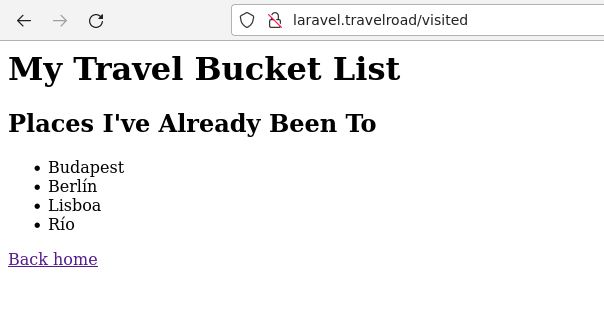 laravel.travelroad/visited
My Travel Bucket List
Places I've Already Been To
Budapest
Berlín
Lisboa
Río
Back home